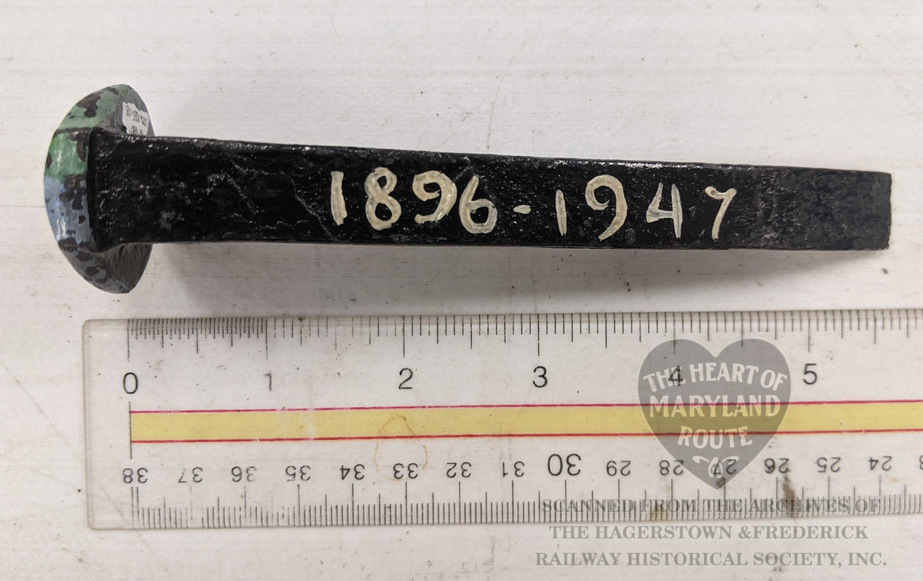 1896-1947
0 1 2 3 4 5
38 37 36 35 34 33 32 31 30 29 28 27 26 25 24
THE HEART OF
MARYLAND
ROUTE
SCANNED FROM THE ARCHIVES OF
THE HAGERSTOWN & FREDERICK
RAILWAY HISTORICAL SOCIETY, INC.